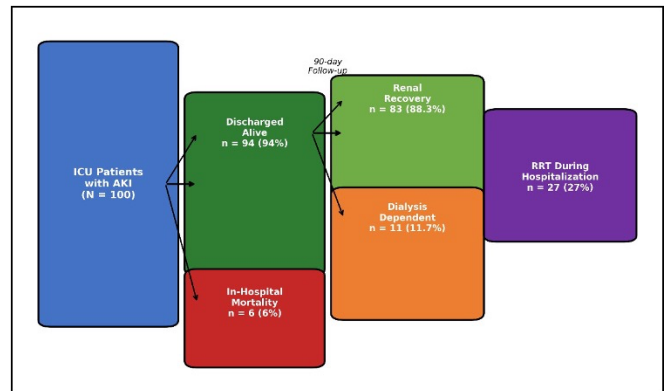 ICU Patients
with AKI
(N = 100)
Discharged
Alive
n = 94 (94%)
In-Hospital
Mortality
n = 6 (6%)
90-day
Follow-up
Renal
Recovery
n = 83 (88.3%)
Dialysis
Dependent
n = 11 (11.7%)
RRT During
Hospitalization
n = 27 (27%)